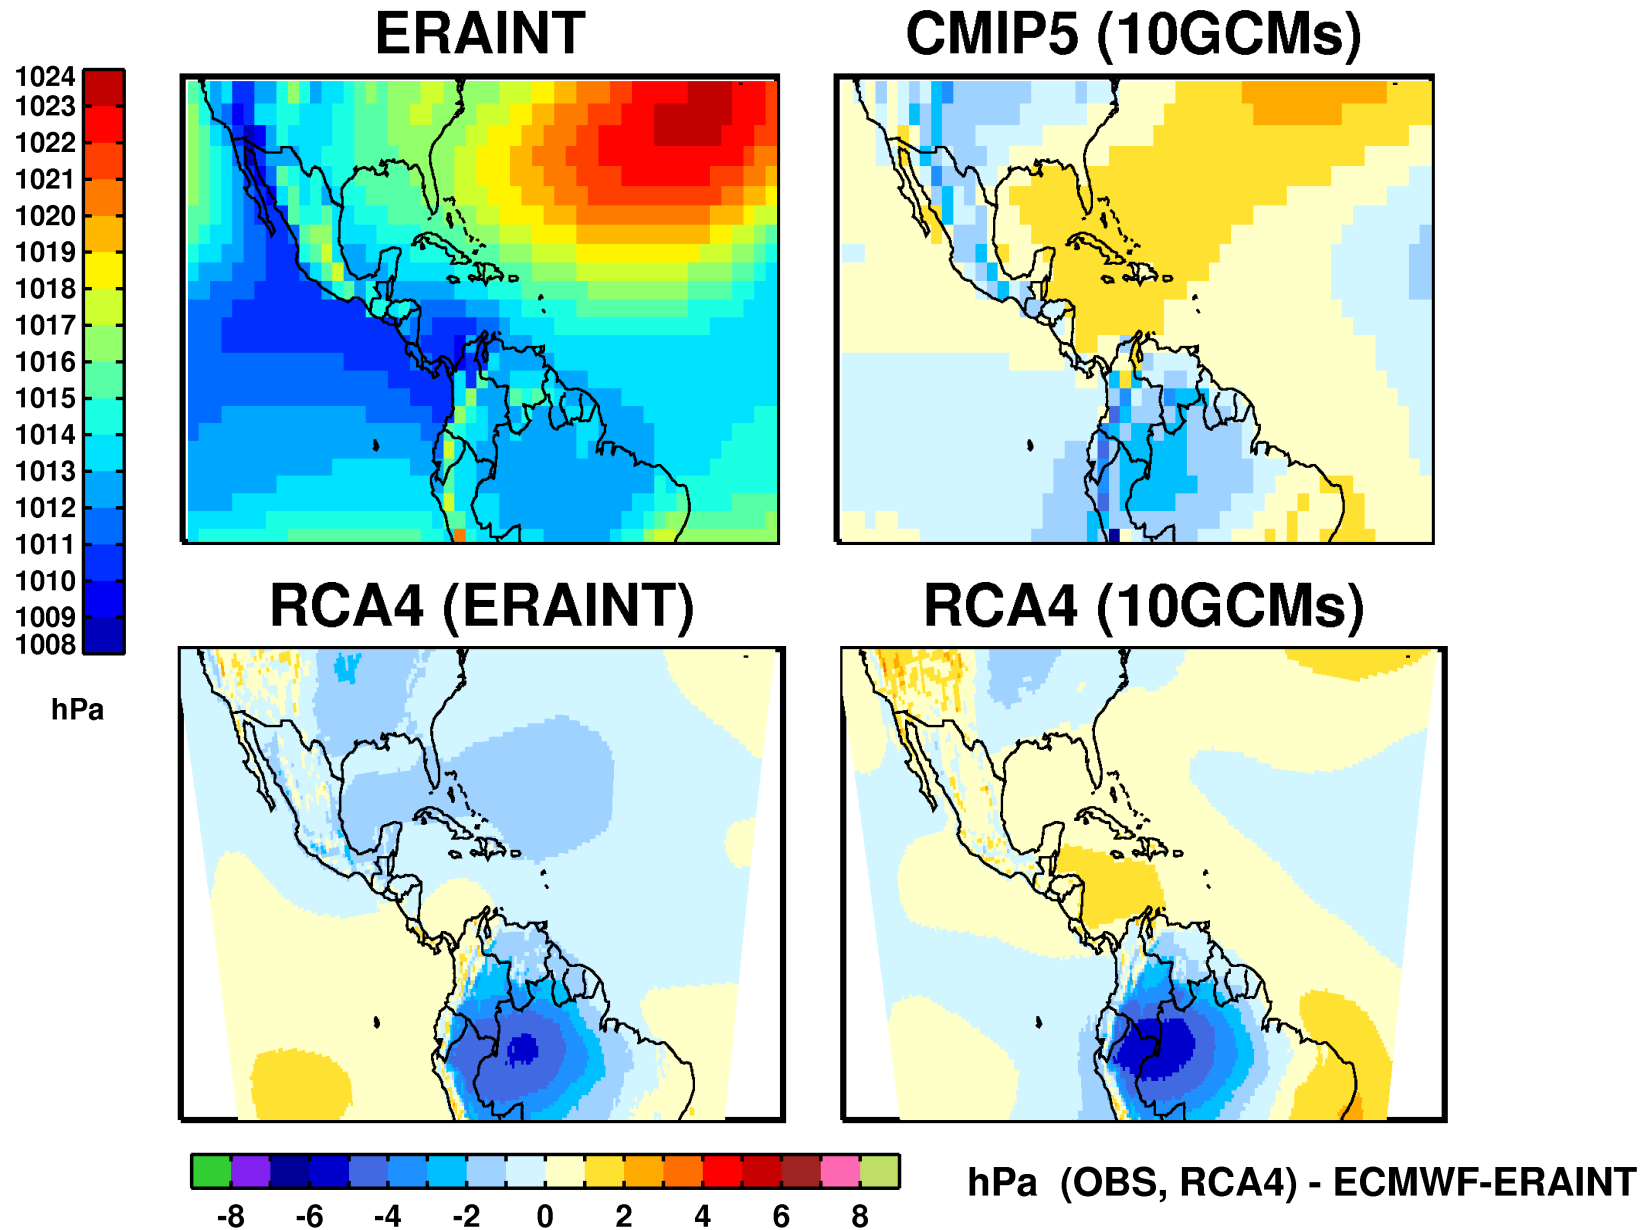 ERAINT
CMIP5 (10GCMs)
1024
1023
1022
1021
1020
1019
1018
1017
1016
1015
1014
1013
1012
1011
1010
1009
1008
hPa
RCA4 (ERAINT)
RCA4 (10GCMs)
-8 -6 -4 -2 0 2 4 6 8
hPa (OBS, RCA4) - ECMWF-ERAINT